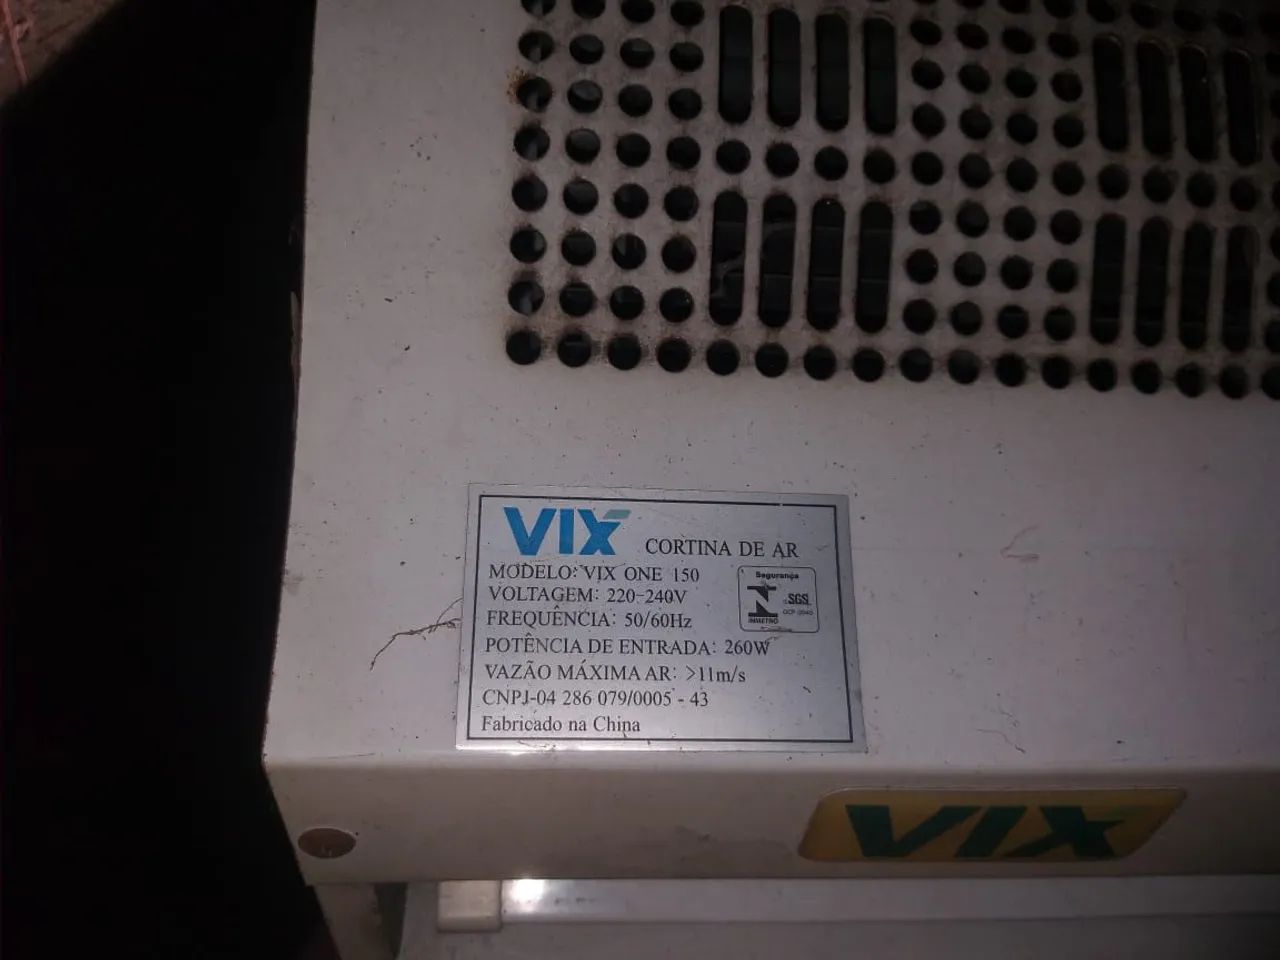 VIX CORTINA DE AR
MODELO: VIX ONE 150
VOLTAGEM: 220-240V
FREQUÊNCIA: 50/60Hz
POTÊNCIA DE ENTRADA: 260W
VAZÃO MÁXIMA AR: >11m/s
CNPJ-04 286 079/0005 - 43
Fabricado na China
Segurança
SGS
INMETRO
VIX